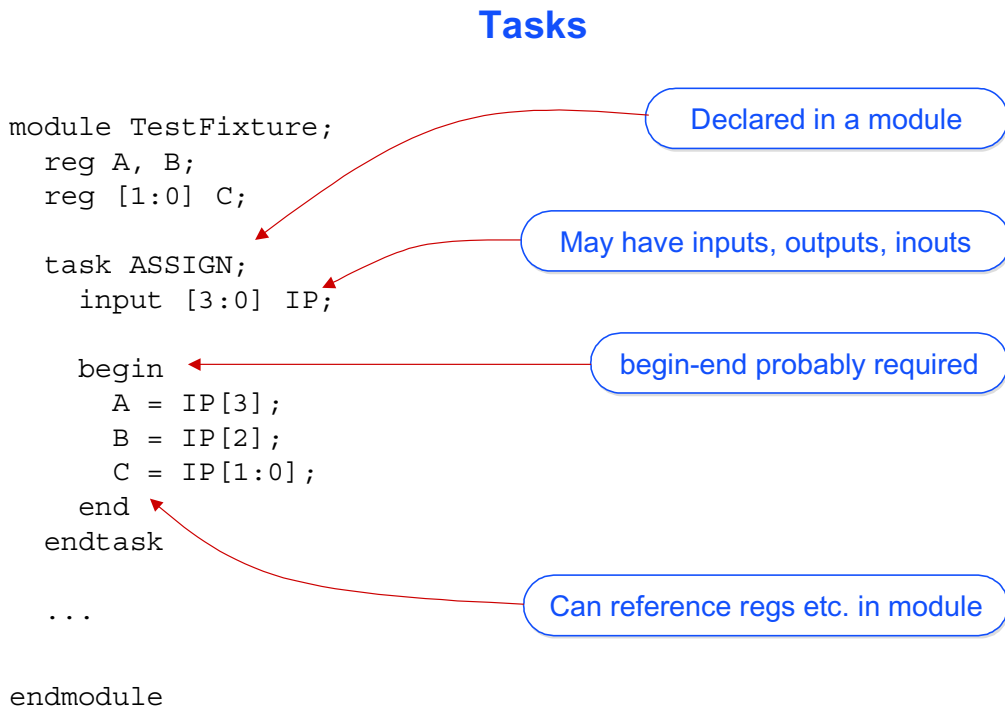 Tasks
module TestFixture;
Declared in a module
reg A, B;
reg [1:0] C;
task ASSIGN;
May have inputs, outputs, inouts
input [3:0] IP;
begin
begin-end probably required
A = IP[3];
B = IP[2];
C = IP[1:0];
end
endtask
Can reference regs etc. in module
...
endmodule